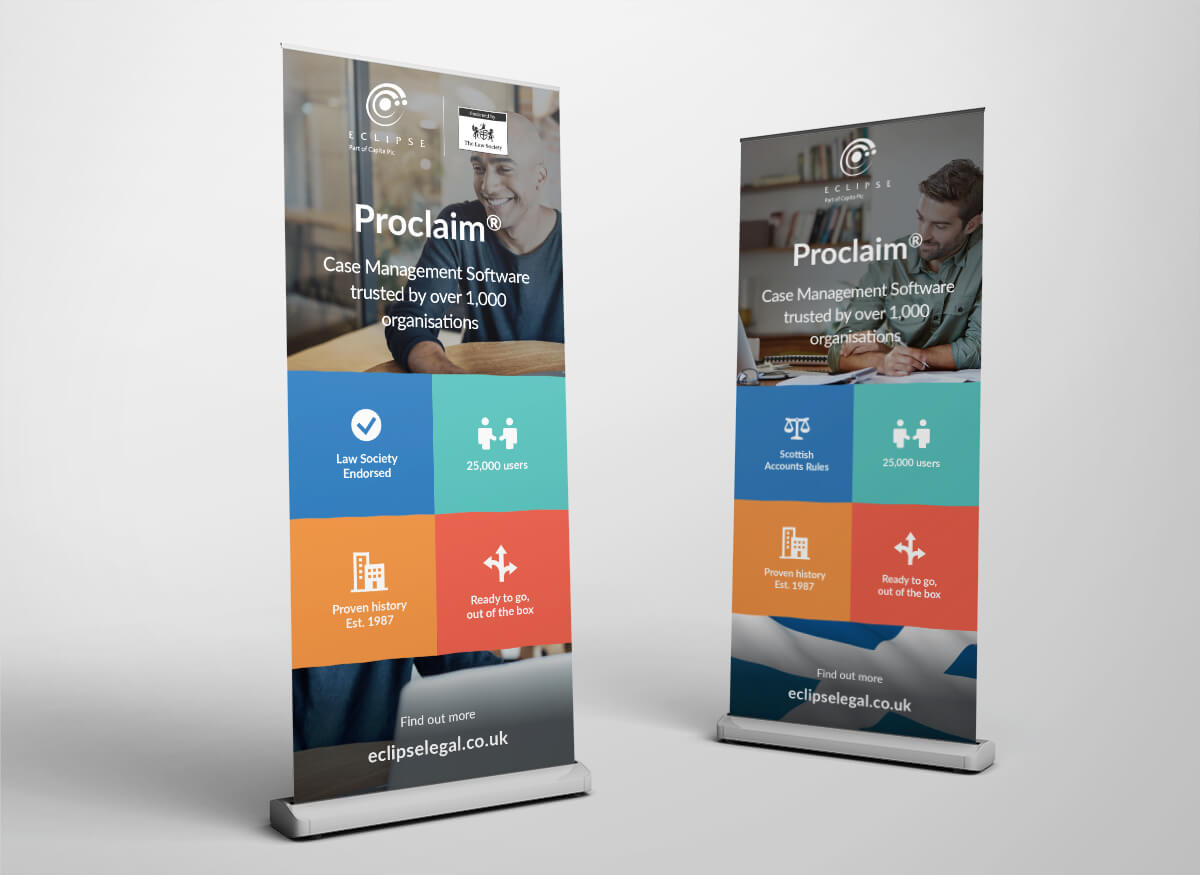 ECLIPSE
Part of Capita Plc
Endorsed by
The Law Society
Proclaim®
Case Management Software
trusted by over 1,000
organisations
Law Society
Endorsed
25,000 users
Proven history
Est. 1987
Ready to go,
out of the box
Find out more
eclipselegal.co.uk
ECLIPSE
Part of Capita Plc
Proclaim®
Case Management Software
trusted by over 1,000
organisations
Scottish
Accounts Rules
25,000 users
Proven history
Est. 1987
Ready to go,
out of the box
Find out more
eclipselegal.co.uk